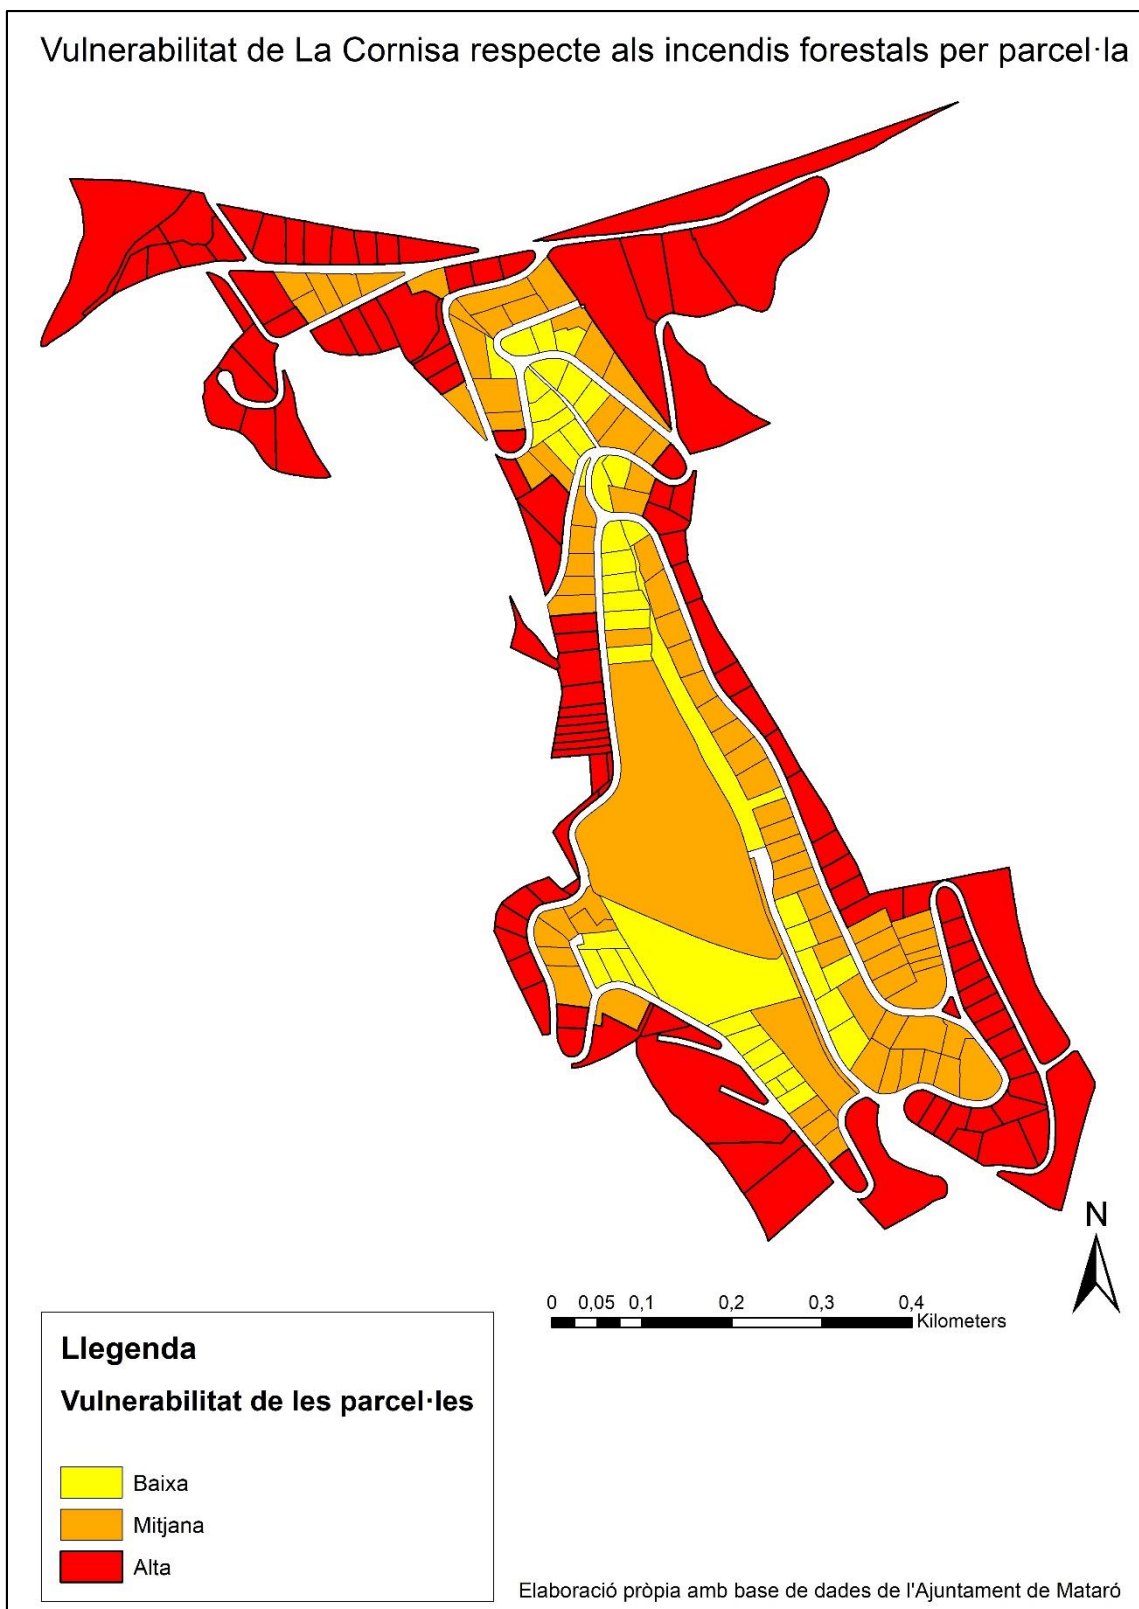 Vulnerabilitat de La Cornisa respecte als incendis forestals per parcel·la
N
0 0,05 0,1 0,2 0,3 0,4
Kilometers
Llegenda
Vulnerabilitat de les parcel·les
Baixa
Mitjana
Alta
Elaboració pròpia amb base de dades de l'Ajuntament de Mataró